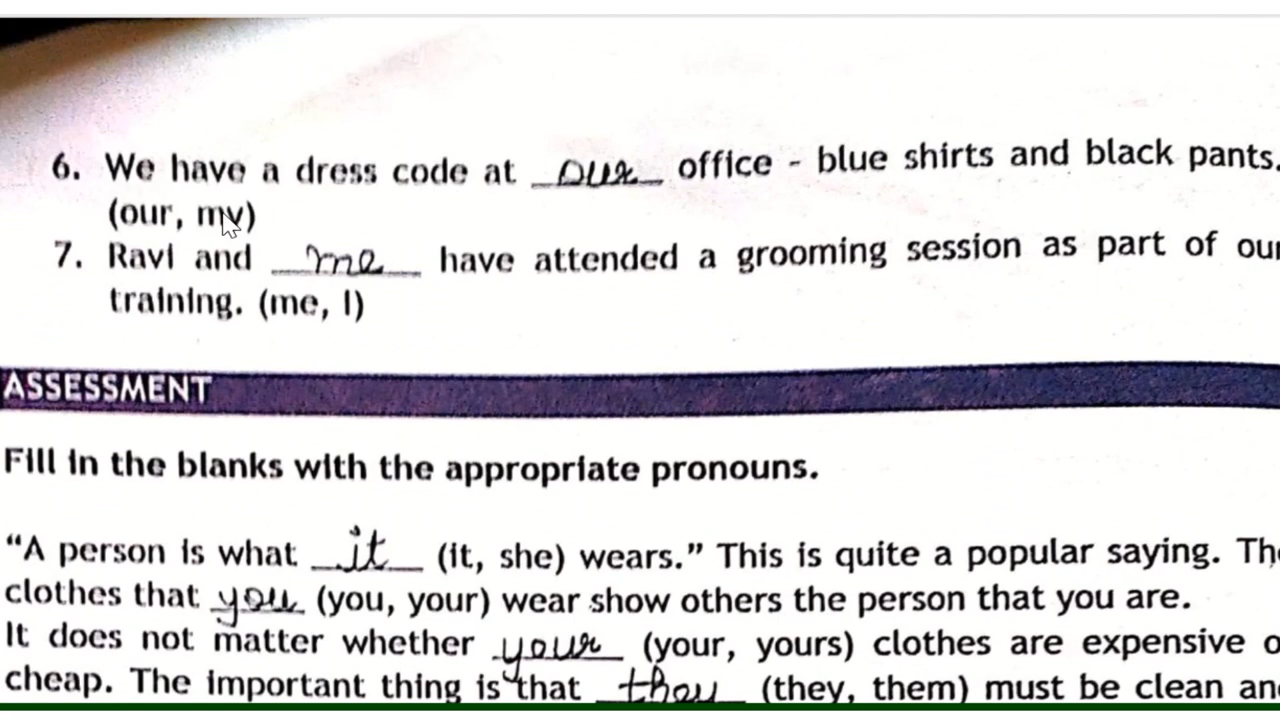 6. We have a dress code at our office - blue shirts and black pants.
(our, my)
7. Ravi and me have attended a grooming session as part of our
training. (me, I)
ASSESSMENT
Fill in the blanks with the appropriate pronouns.
"A person is what it (it, she) wears." This is quite a popular saying. The
clothes that you (you, your) wear show others the person that you are.
It does not matter whether your (your, yours) clothes are expensive o
cheap. The important thing is that they (they, them) must be clean and